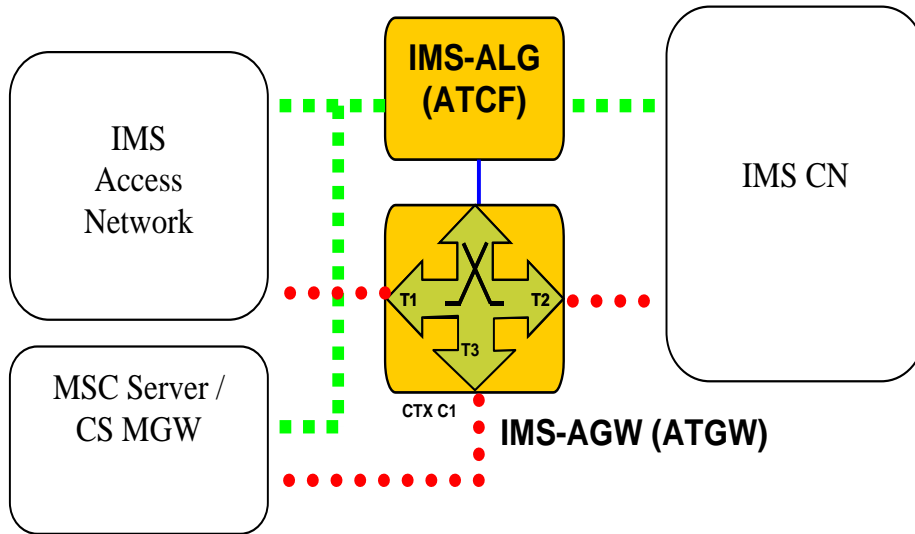 IMS-ALG
(ATCF)
IMS
Access
Network
IMS CN
T1
T2
T3
MSC Server /
CS MGW
CTX C1
IMS-AGW (ATGW)